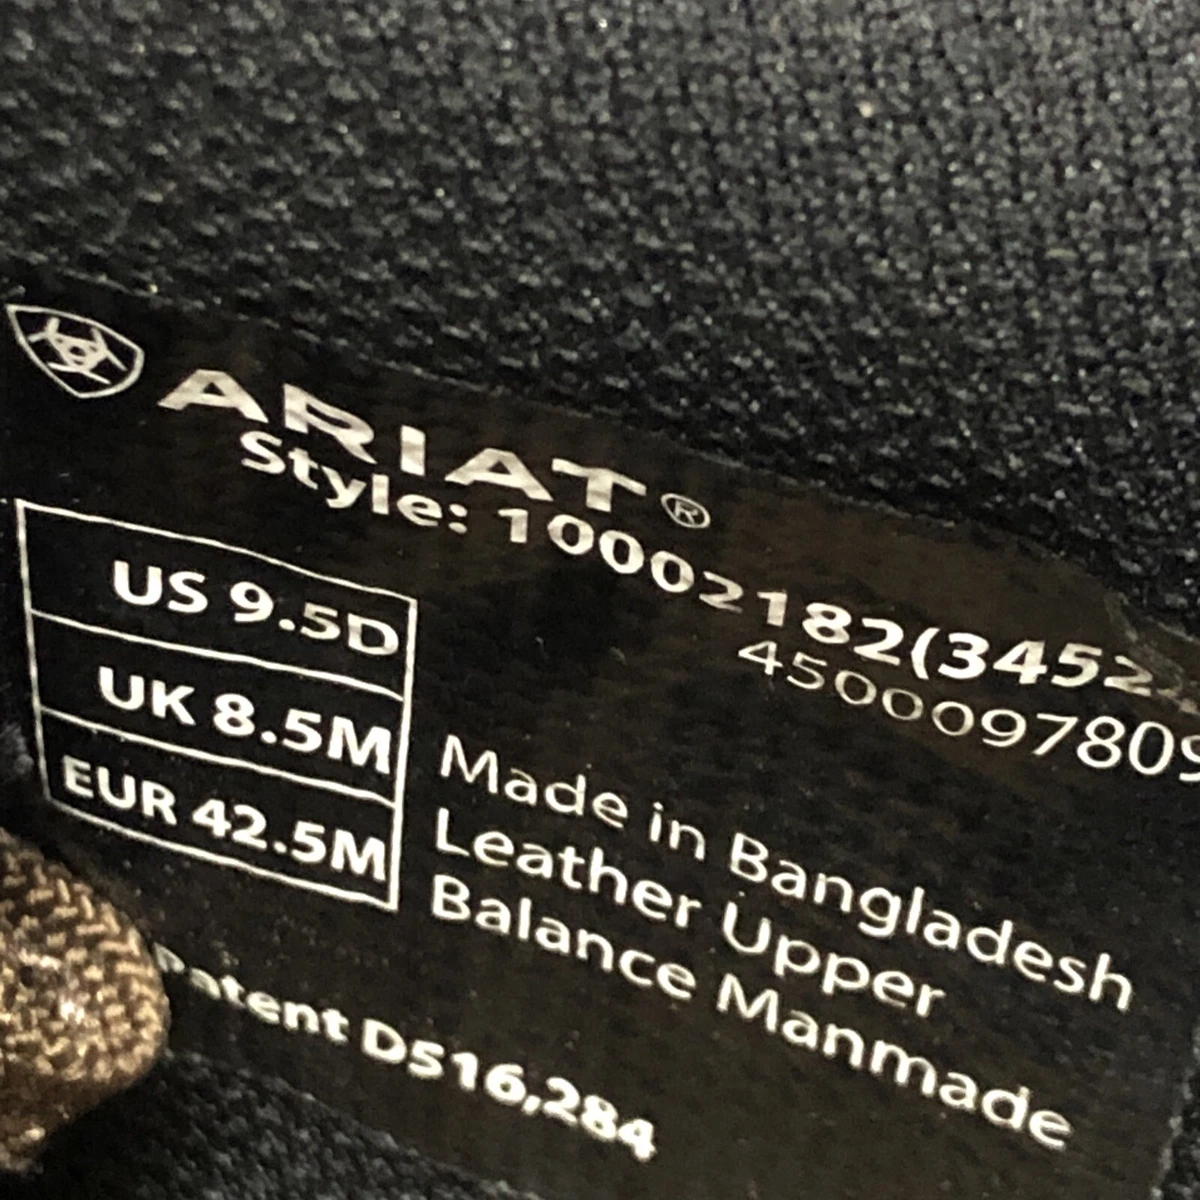 ARIAT®
Style: 10002182(3452
450009780
US 9.5D
UK 8.5M
EUR 42.5M
Made in Bangladesh
Leather Upper
Balance Manmade
Patent D516,284